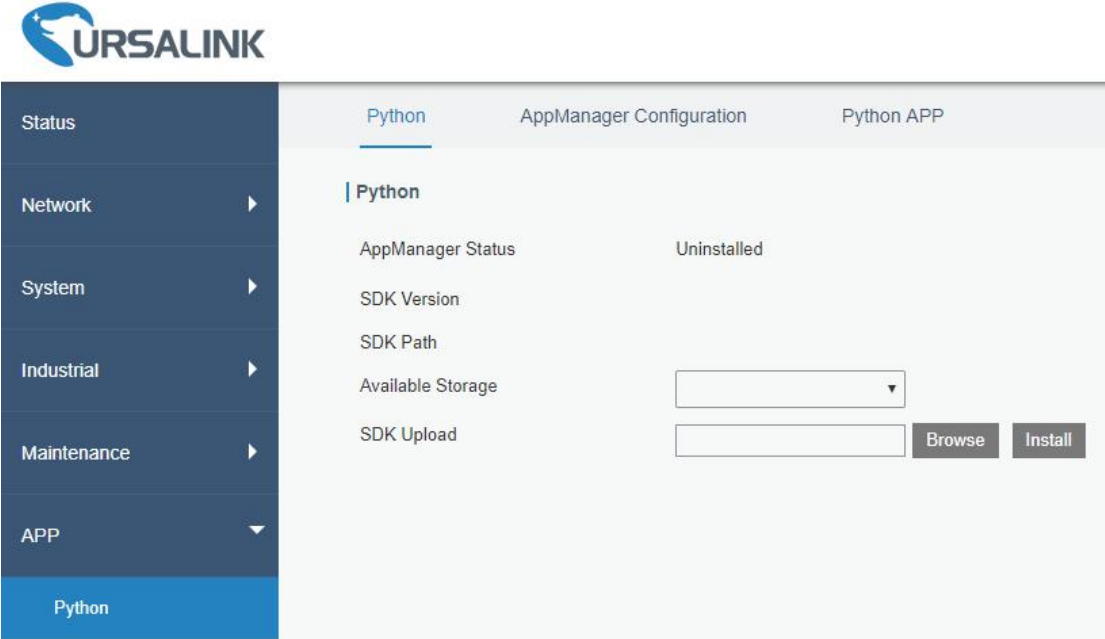 URSALINK
Status
Network
System
Industrial
Maintenance
APP
Python
Python AppManager Configuration Python APP
Python
AppManager Status Uninstalled
SDK Version
SDK Path
Available Storage
SDK Upload Browse Install